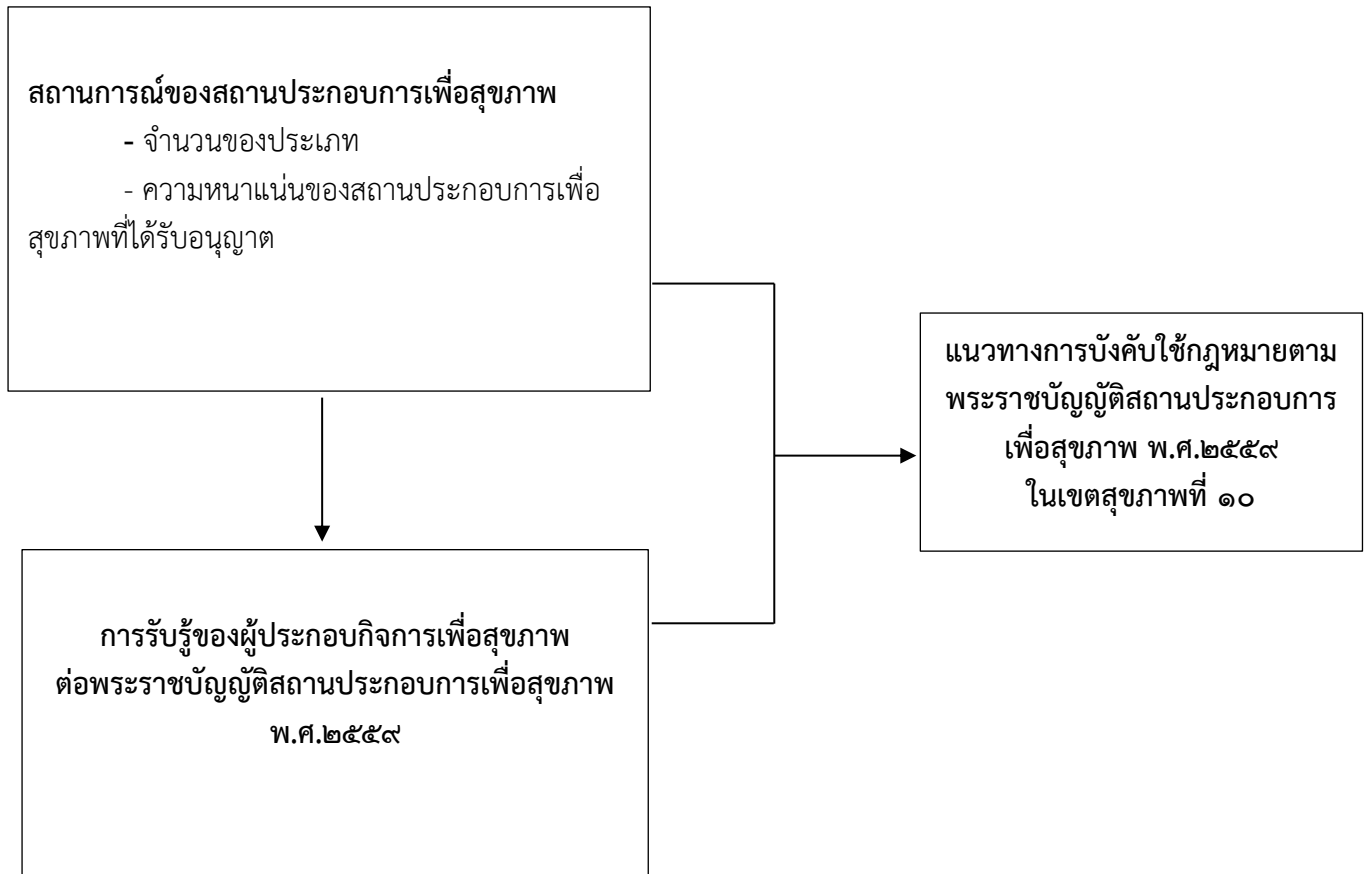 สถานการณ์ของสถานประกอบการเพื่อสุขภาพ
- จำนวนของประเภท
- ความหนาแน่นของสถานประกอบการเพื่อ
สุขภาพที่ได้รับอนุญาต
แนวทางการบังคับใช้กฎหมายตาม
พระราชบัญญัติสถานประกอบการ
เพื่อสุขภาพ พ.ศ.๒๕๕๙
ในเขตสุขภาพที่ ๑๐
การรับรู้ของผู้ประกอบกิจการเพื่อสุขภาพ
ต่อพระราชบัญญัติสถานประกอบการเพื่อสุขภาพ
พ.ศ.๒๕๕๙